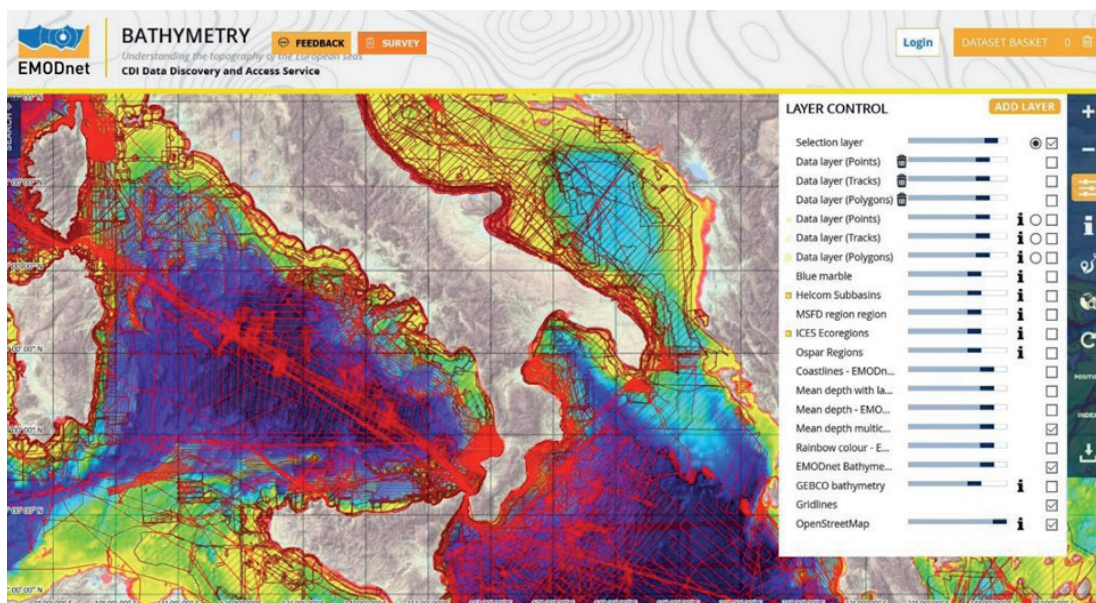 EMODnet
BATHYMETRY
Understanding the topography of the European seas
CDI Data Discovery and Access Service
FEEDBACK
SURVEY
Login
DATASET BASKET 0
SEARCH
LAYER CONTROL
ADD LAYER
Selection layer
Data layer (Points)
Data layer (Tracks)
Data layer (Polygons)
Data layer (Points)
Data layer (Tracks)
Data layer (Polygons)
Blue marble
Helcom Subbasins
MSFD region region
ICES Ecoregions
Ospar Regions
Coastlines - EMODn...
Mean depth with la...
Mean depth - EMO...
Mean depth multic...
Rainbow colour - E...
EMODnet Bathyme...
GEBCO bathymetry
Gridlines
OpenStreetMap
INDEX